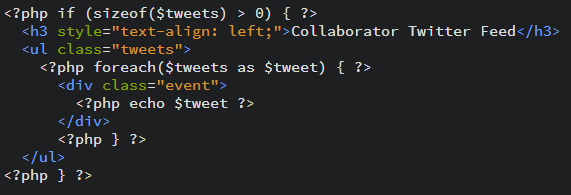 <?php if (sizeof($tweets) > 0) { ?>
  <h3 style="text-align: left;">Collaborator Twitter Feed</h3>
  <ul class="tweets">
    <?php foreach($tweets as $tweet) { ?>
      <div class="event">
        <?php echo $tweet ?>
      </div>
      <?php } ?>
  </ul>
<?php } ?>